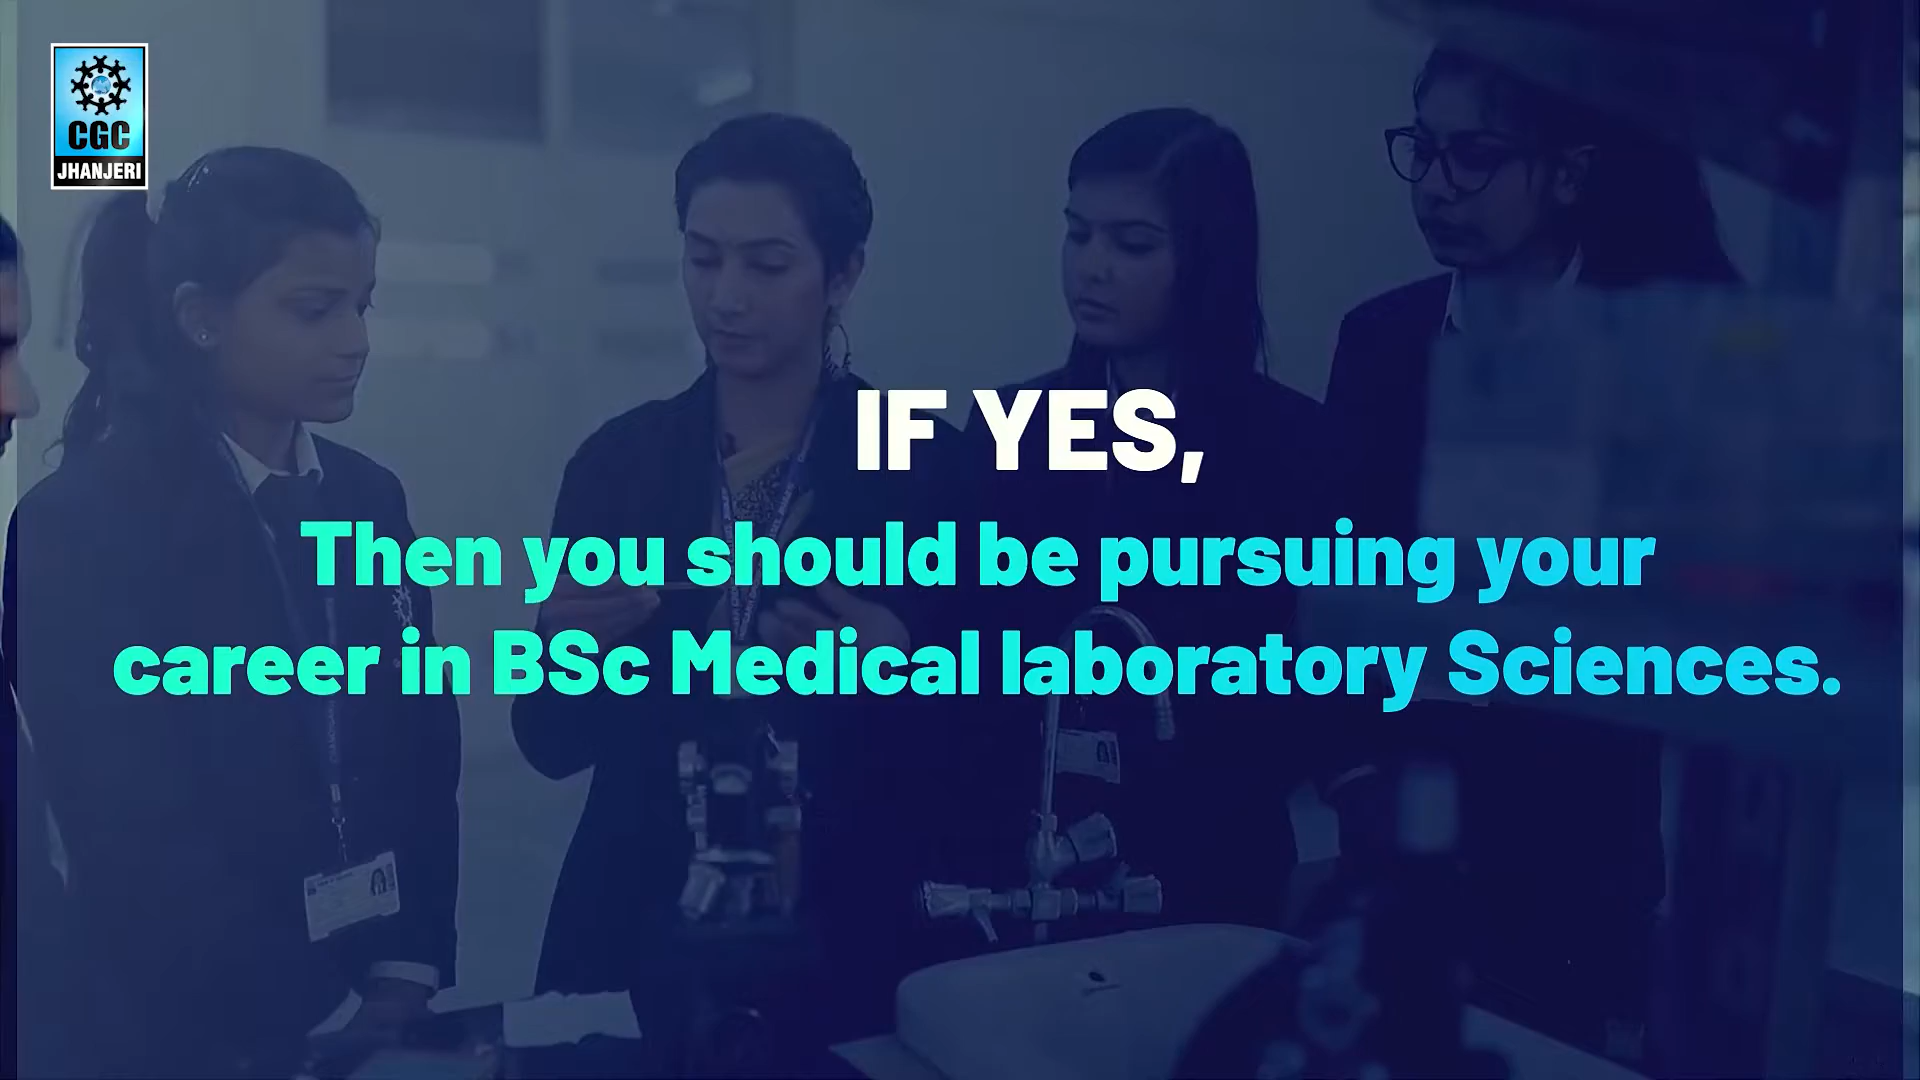 CGC
JHANJERI
IF YES,
Then you should be pursuing your
career in BSc Medical laboratory Sciences.